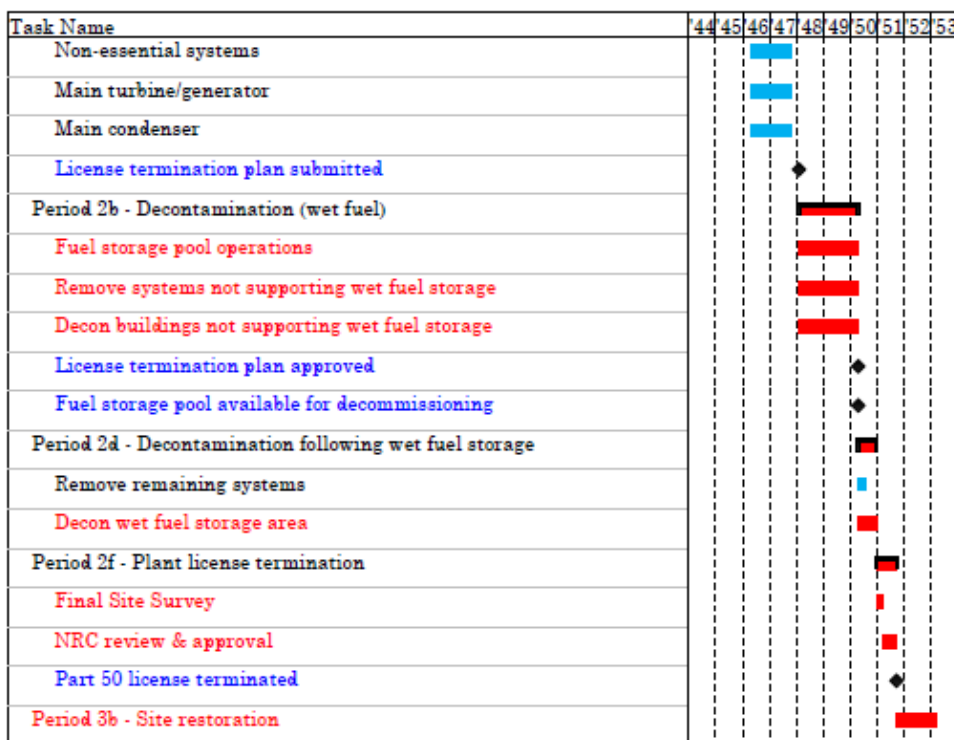 Task Name '44 '45 '46 '47 '48 '49 '50 '51 '52 '53
Non-essential systems
Main turbine/generator
Main condenser
License termination plan submitted
Period 2b - Decontamination (wet fuel)
Fuel storage pool operations
Remove systems not supporting wet fuel storage
Decon buildings not supporting wet fuel storage
License termination plan approved
Fuel storage pool available for decommissioning
Period 2d - Decontamination following wet fuel storage
Remove remaining systems
Decon wet fuel storage area
Period 2f - Plant license termination
Final Site Survey
NRC review & approval
Part 50 license terminated
Period 3b - Site restoration